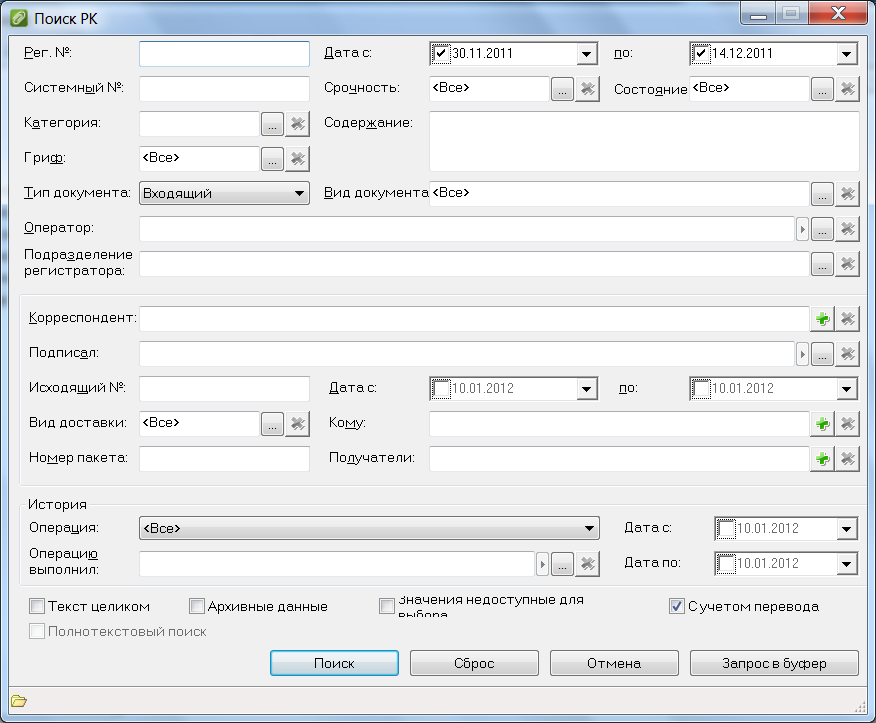 Поиск РК
Рег. №: Дата с: 30.11.2011 по: 14.12.2011
Системный №: Срочность: <Все> ... Состояние <Все> ...
Категория: ... Содержание:
Гриф: <Все> ...
Тип документа: Входящий Вид документа <Все> ...
Оператор: ...
Подразделение
регистратора: ...
Корреспондент:
Подписал: ...
Исходящий №: Дата с: 10.01.2012 по: 10.01.2012
Вид доставки: <Все> ... Кому:
Номер пакета: Получатели:
История
Операция: <Все> Дата с: 10.01.2012
Операцию
выполнил: ... Дата по: 10.01.2012
Текст целиком Архивные данные Значения недоступные для
выбора С учетом перевода
Полнотекстовый поиск
Поиск Сброс Отмена Запрос в буфер